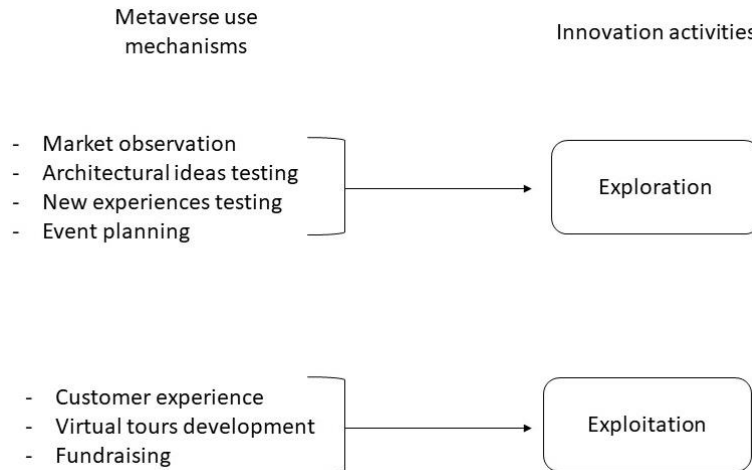 Metaverse use
mechanisms
Innovation activities
- Market observation
- Architectural ideas testing
- New experiences testing
- Event planning
Exploration
- Customer experience
- Virtual tours development
- Fundraising
Exploitation